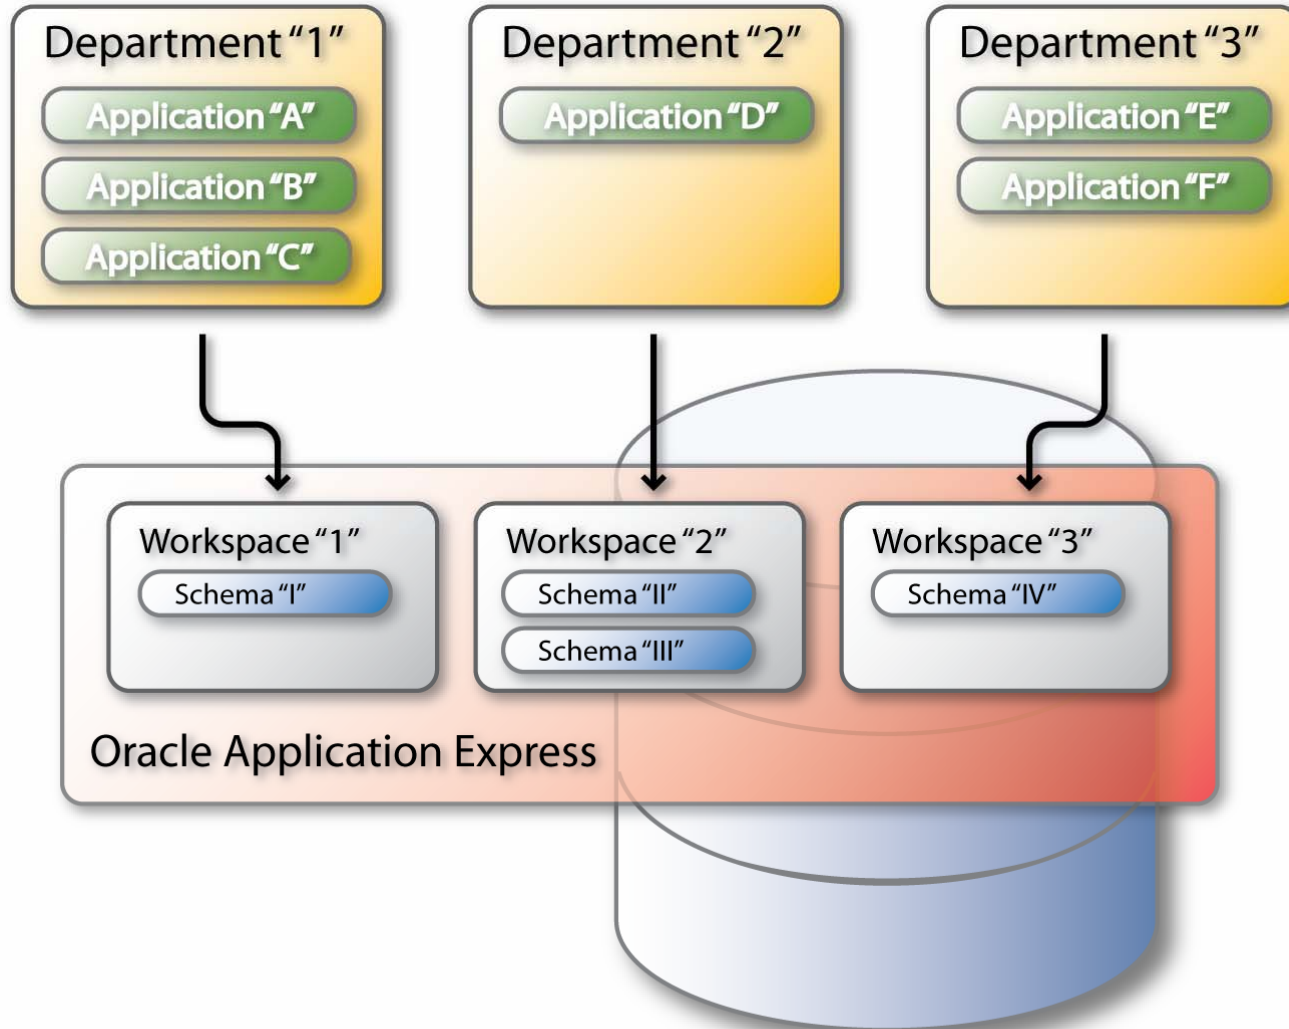 Department “1”
Application “A”
Application “B”
Application “C”
Department “2”
Application “D”
Department “3”
Application “E”
Application “F”
Workspace “1”
Schema “I”
Workspace “2”
Schema “II”
Schema “III”
Workspace “3”
Schema “IV”
Oracle Application Express